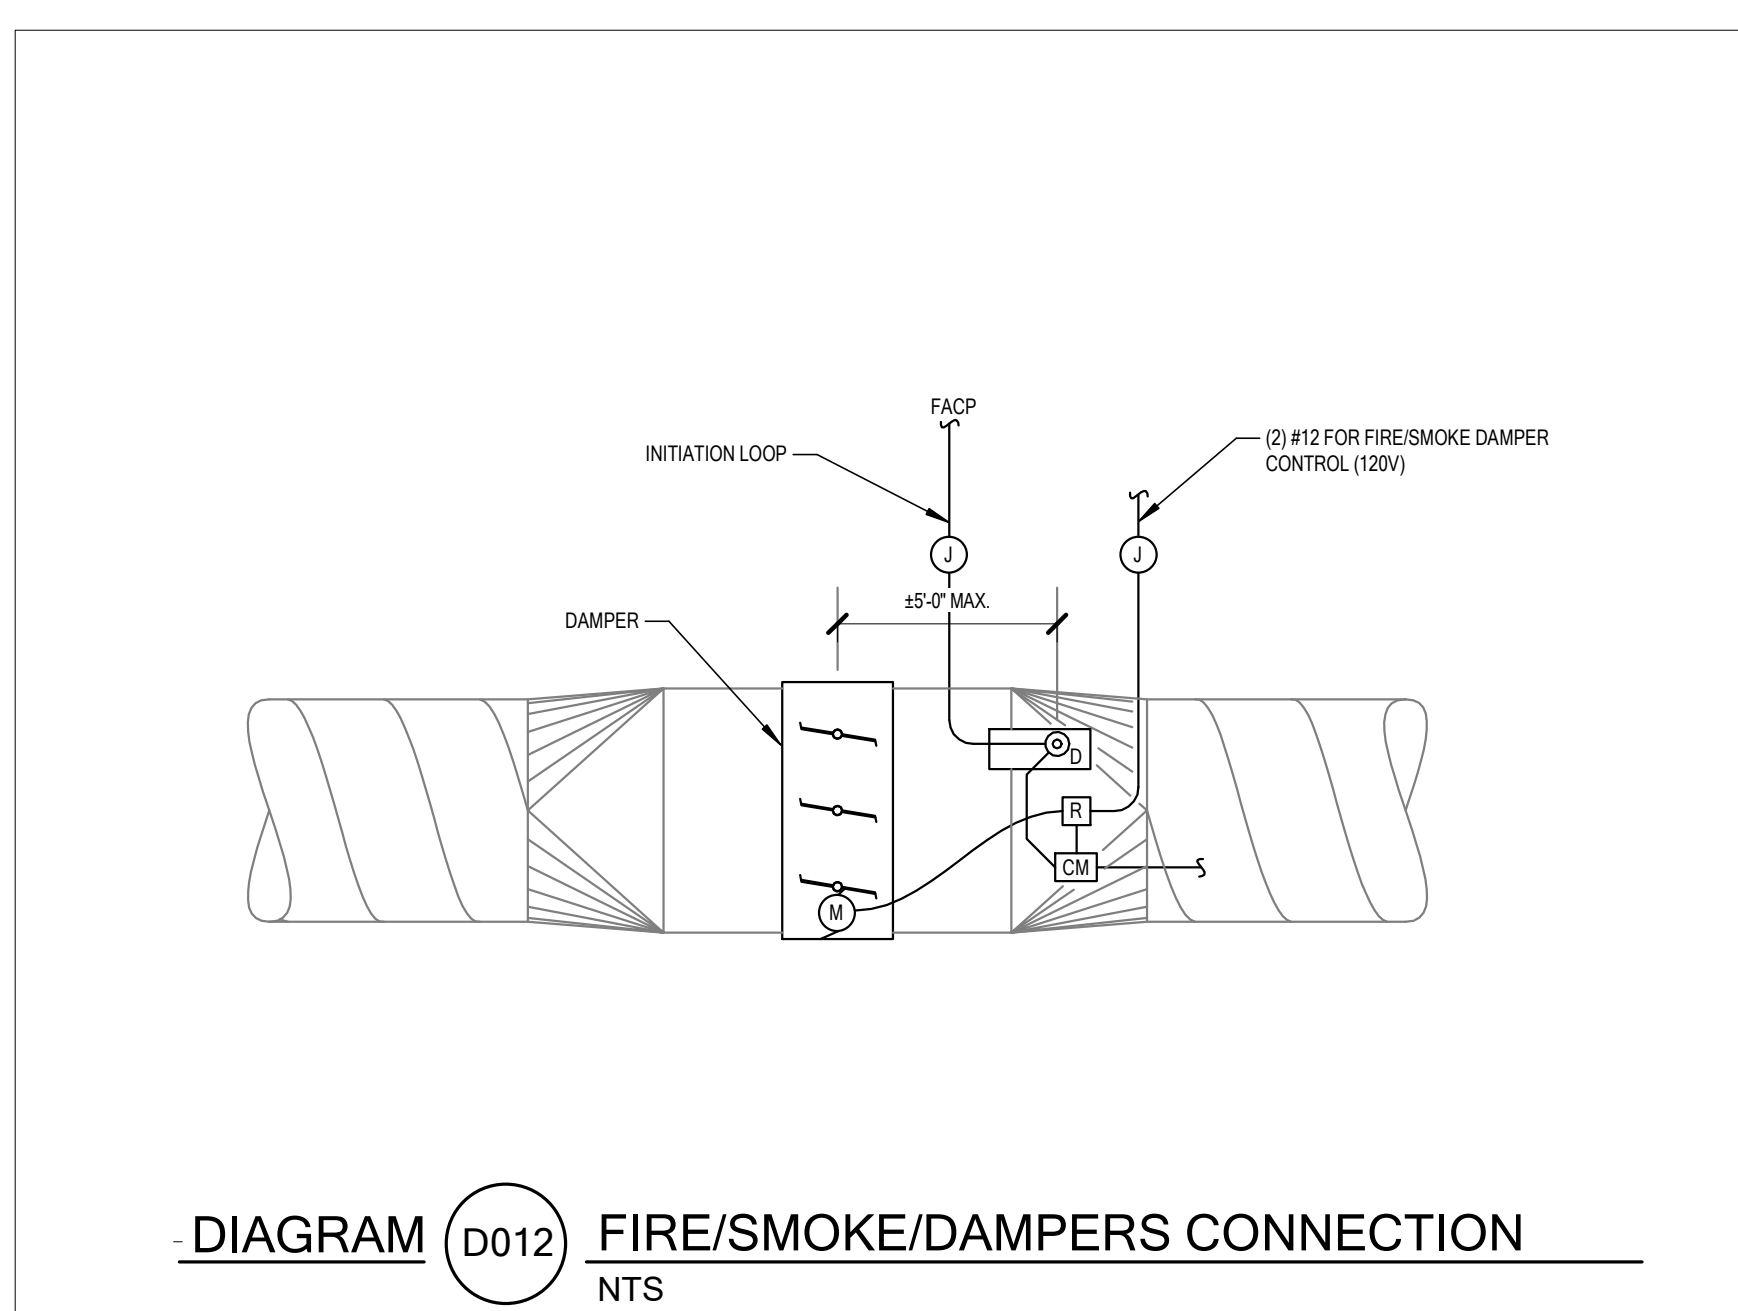 FACP
INITIATION LOOP
(2) #12 FOR FIRE/SMOKE DAMPER
CONTROL (120V)
J
J
±5'-0" MAX.
DAMPER
D
R
CM
M
DIAGRAM D012 FIRE/SMOKE/DAMPERS CONNECTION
NTS